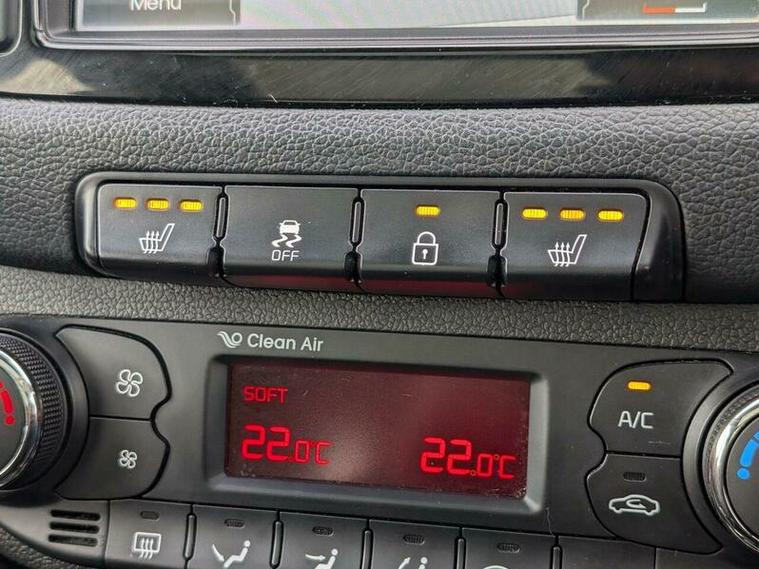 Menu
OFF
Clean Air
SOFT
22.0°C 22.0°C
A/C